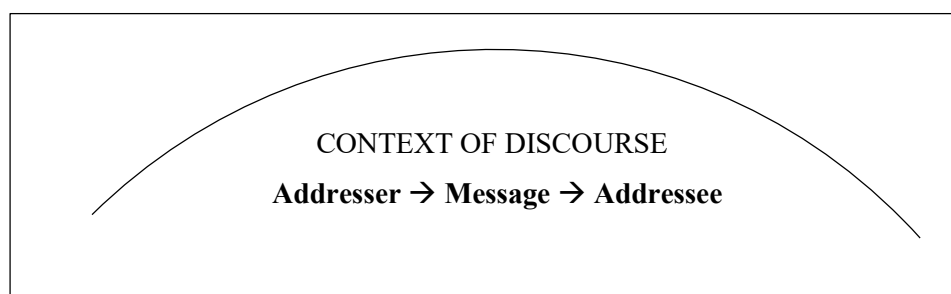 CONTEXT OF DISCOURSE
Addresser → Message → Addressee